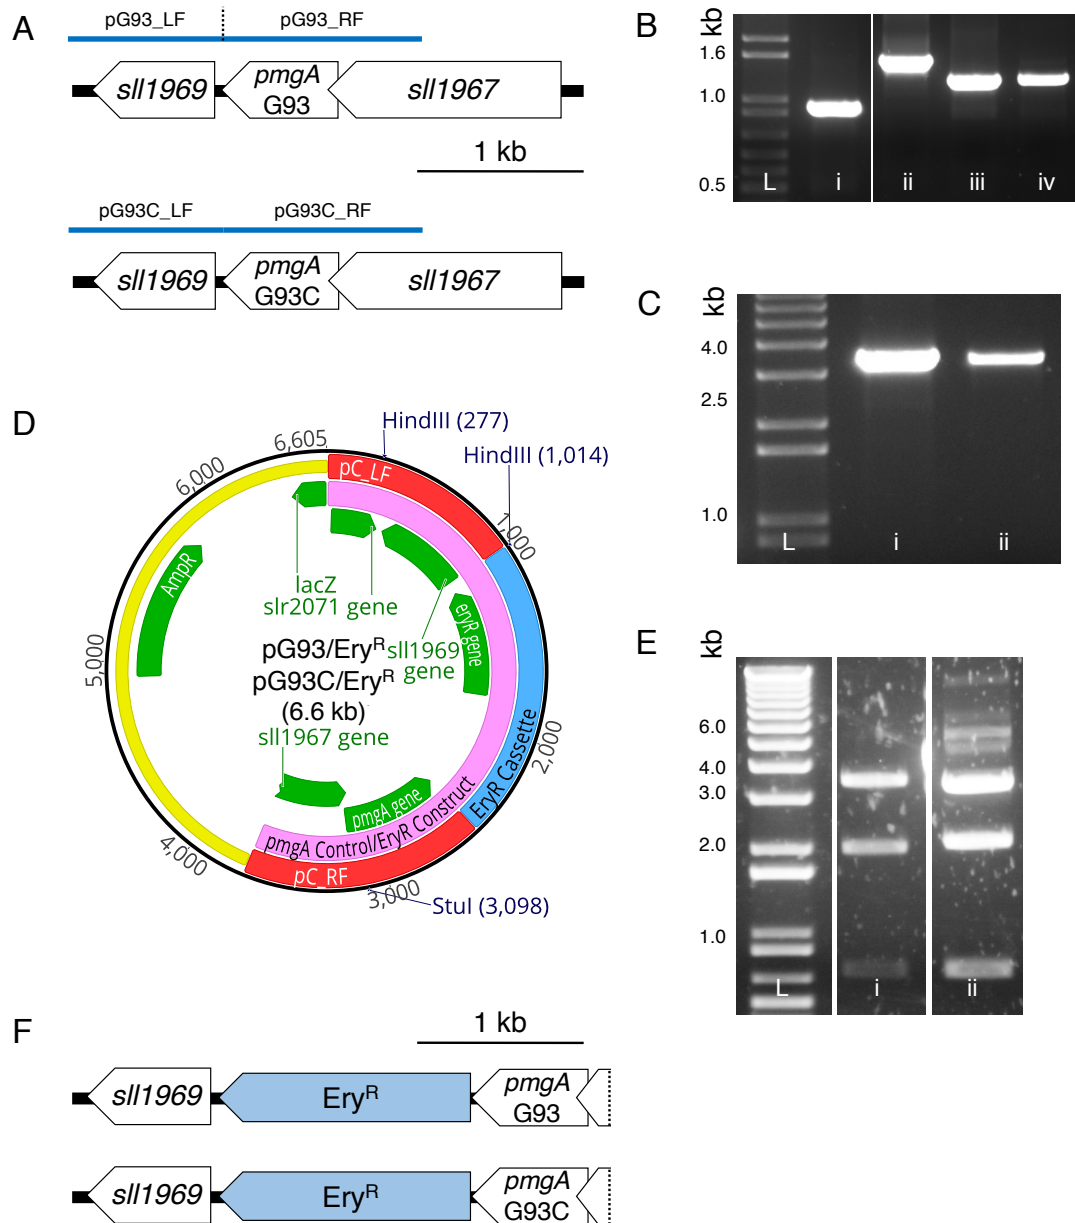 A
pG93_LF
pG93_RF
sll1969
pmgA
G93
sll1967
1 kb
pG93C_LF
pG93C_RF
sll1969
pmgA
G93C
sll1967
B
kb
1.6
1.0
0.5
L
i
ii
iii
iv
C
kb
4.0
2.5
1.0
L
i
ii
D
HindIII (277)
HindIII (1,014)
6,605
6,000
5,000
4,000
3,000
2,000
1,000
pC_LF
AmpR
lacZ
slr2071 gene
eryR gene
sll1969
gene
pG93/EryR
pG93C/EryR
(6.6 kb)
sll1967 gene
pmgA gene
EryR Cassette
pmgA Control/EryR Construct
pC_RF
StuI (3,098)
E
kb
6.0
4.0
3.0
2.0
1.0
L
i
ii
F
1 kb
sll1969
EryR
pmgA
G93
sll1969
EryR
pmgA
G93C